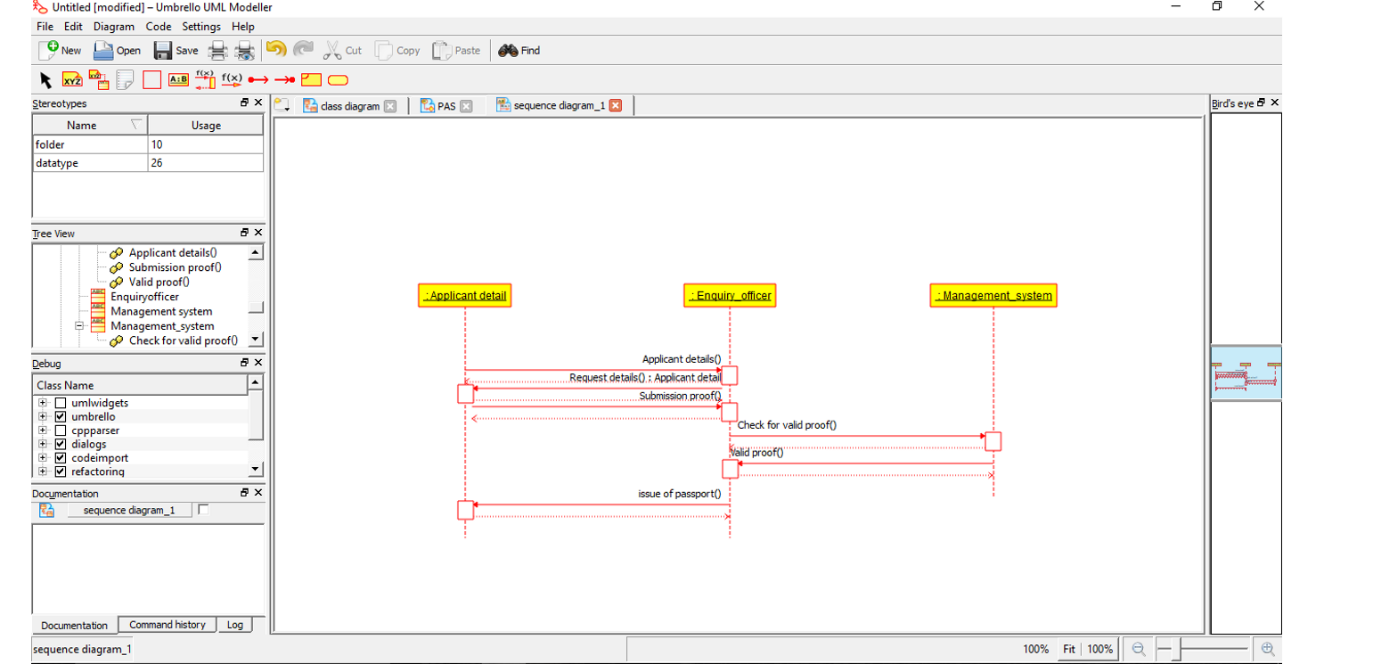 Untitled [modified] – Umbrello UML Modeller
File Edit Diagram Code Settings Help
New Open Save Cut Copy Paste Find
XYZ XYZ A:B f(x) f(x)
Stereotypes
class diagram PAS sequence diagram_1
Bird's eye
Name Usage
folder 10
datatype 26
Tree View
Applicant details()
Submission proof()
Valid proof()
Enquiryofficer
Management system
Management_system
Check for valid proof()
Debug
Class Name
umlwidgets
umbrello
cppparser
dialogs
codeimport
refactoring
Documentation
sequence diagram_1
Documentation Command history Log
: Applicant detail : Enquiry_officer : Management_system
Applicant details()
Request details() : Applicant detail
Submission proof()
Check for valid proof()
Valid proof()
issue of passport()
sequence diagram_1
100% Fit 100%